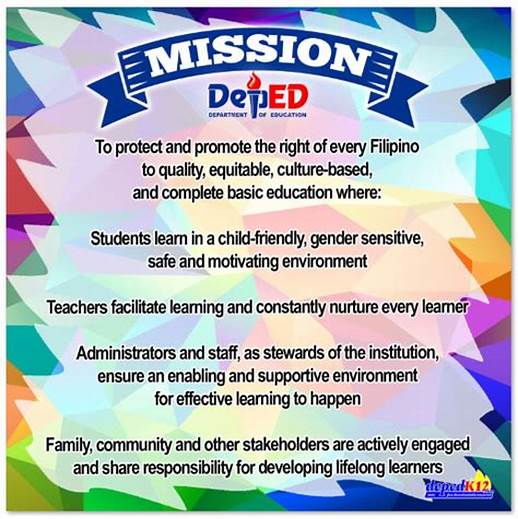 MISSION
DepED
DEPARTMENT OF EDUCATION
To protect and promote the right of every Filipino
to quality, equitable, culture-based,
and complete basic education where:
Students learn in a child-friendly, gender sensitive,
safe and motivating environment
Teachers facilitate learning and constantly nurture every learner
Administrators and staff, as stewards of the institution,
ensure an enabling and supportive environment
for effective learning to happen
Family, community and other stakeholders are actively engaged
and share responsibility for developing lifelong learners
depedK12